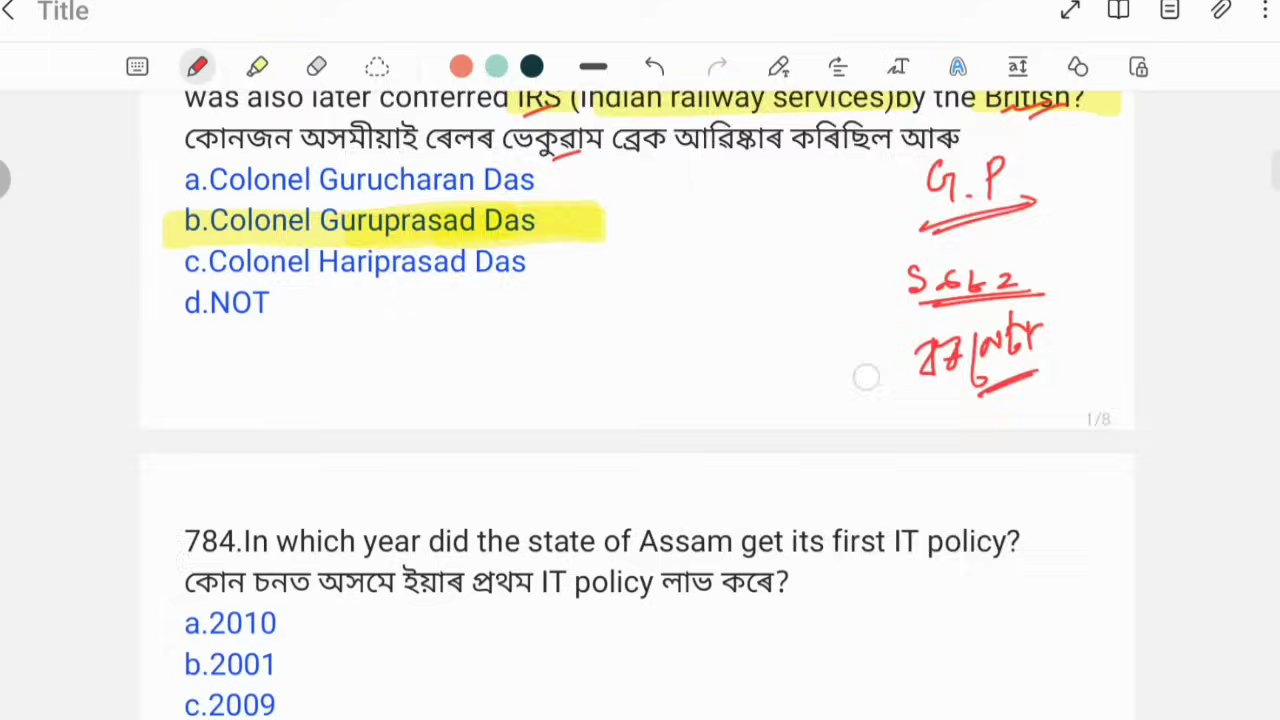 Title
was also later conferred IRS (Indian railway services)by the British?
কোনজন অসমীয়াই ৰেলৰ ভেকুৱাম ব্ৰেক আৱিষ্কাৰ কৰিছিল আৰু
a.Colonel Gurucharan Das
G.P
b.Colonel Guruprasad Das
c.Colonel Hariprasad Das
d.NOT
1/8
784.In which year did the state of Assam get its first IT policy?
কোন চনত অসমে ইয়াৰ প্ৰথম IT policy লাভ কৰে?
a.2010
b.2001
c.2009